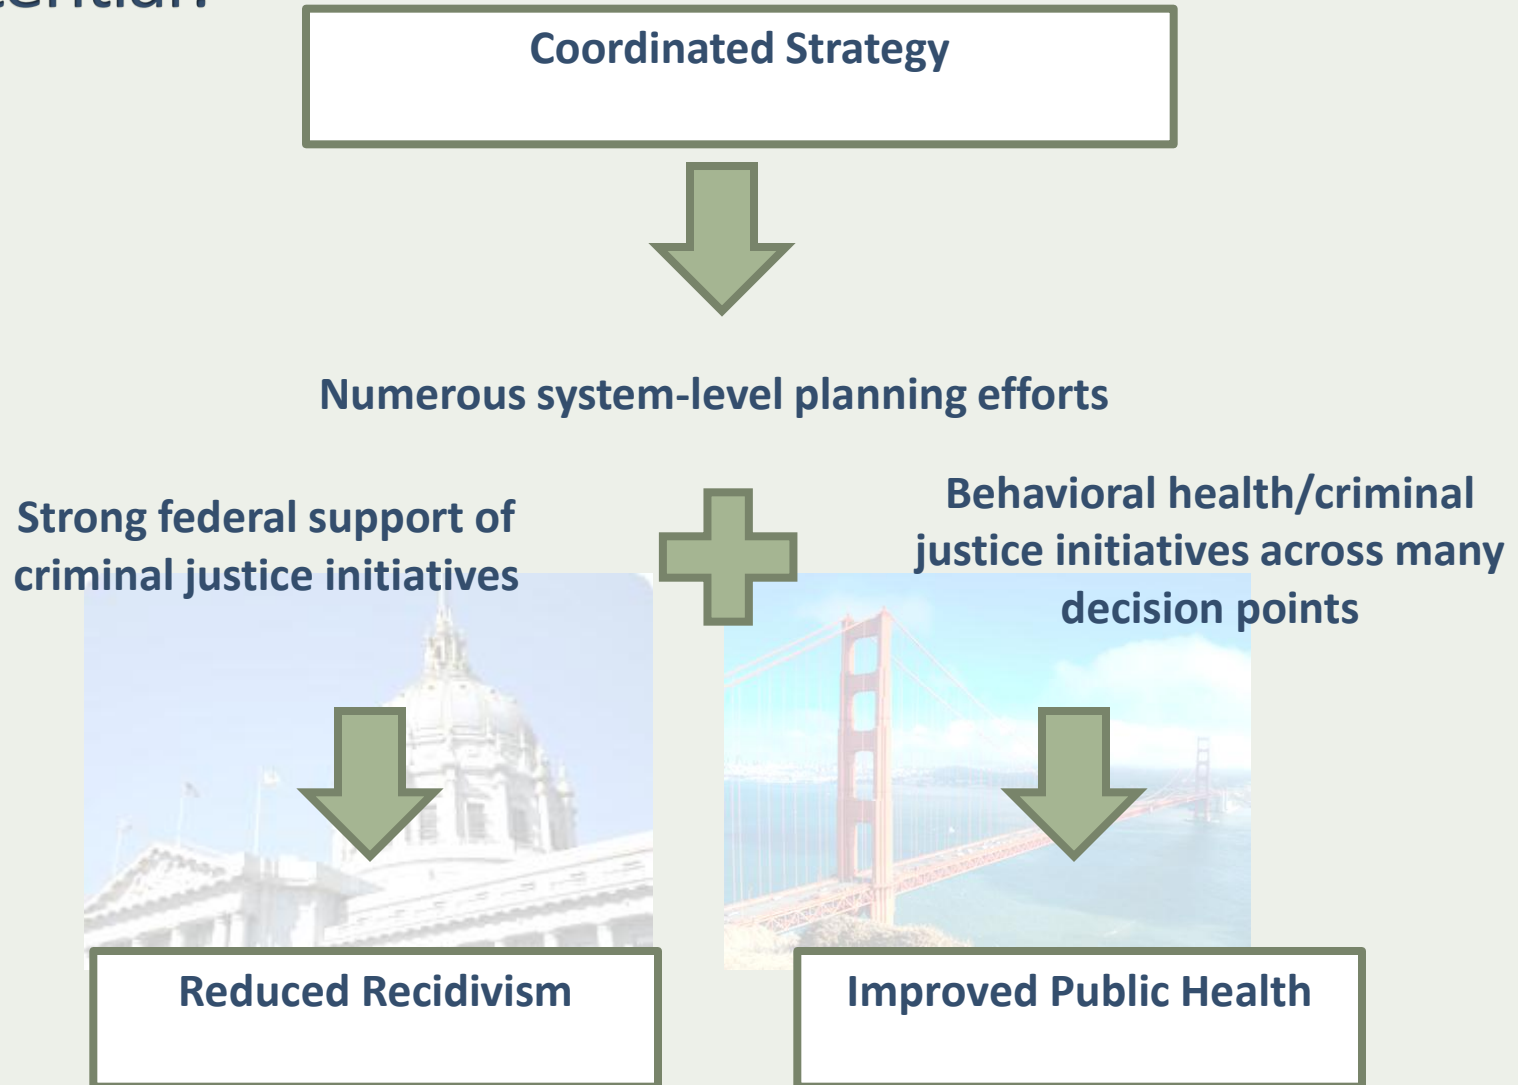 Coordinated Strategy
Numerous system-level planning efforts
Strong federal support of
criminal justice initiatives
Behavioral health/criminal
justice initiatives across many
decision points
Reduced Recidivism
Improved Public Health